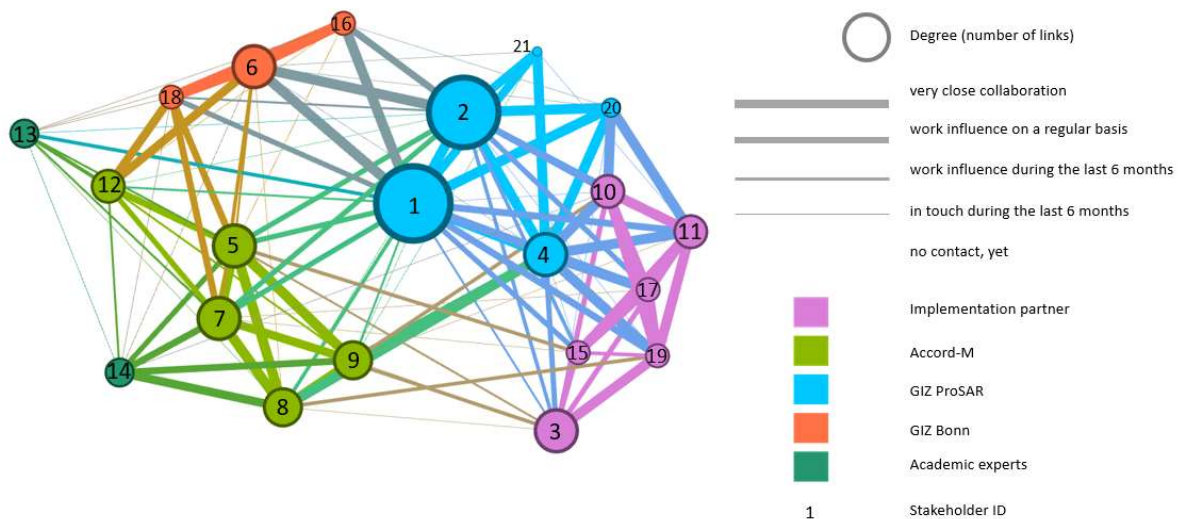 16
21
6
2
18
20
13
12
10
1
11
5
4
17
7
15
19
9
14
8
3
Degree (number of links)
very close collaboration
work influence on a regular basis
work influence during the last 6 months
in touch during the last 6 months
no contact, yet
Implementation partner
Accord-M
GIZ ProSAR
GIZ Bonn
Academic experts
1 Stakeholder ID